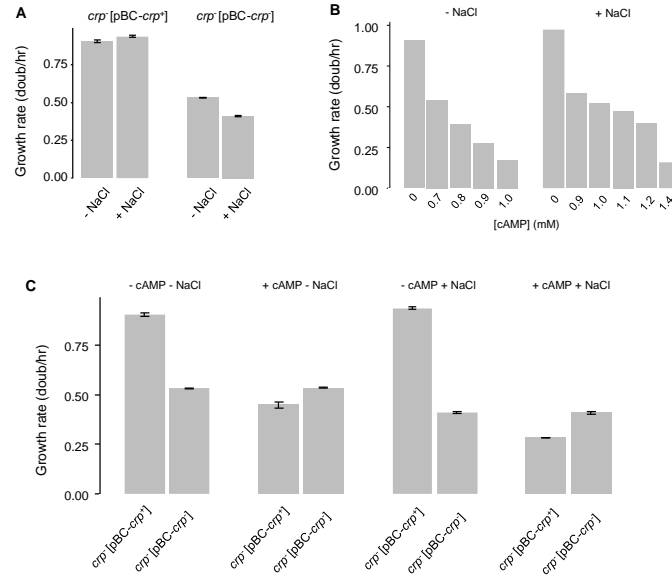 A
crp⁻[pBC-crp⁺]
crp⁻[pBC-crp⁻]
Growth rate (doub/hr)
0.75
0.50
0.25
0.00
- NaCl
+ NaCl
- NaCl
+ NaCl
B
- NaCl
+ NaCl
Growth rate (doub/hr)
1.00
0.75
0.50
0.25
0.00
0 0.7 0.8 0.9 1.0 0 0.9 1.0 1.1 1.2 1.4
[cAMP] (mM)
C
- cAMP - NaCl
+ cAMP - NaCl
- cAMP + NaCl
+ cAMP + NaCl
Growth rate (doub/hr)
0.75
0.50
0.25
0.00
crp⁻[pBC-crp⁺]
crp⁻[pBC-crp⁻]
crp⁻[pBC-crp⁺]
crp⁻[pBC-crp⁻]
crp⁻[pBC-crp⁺]
crp⁻[pBC-crp⁻]
crp⁻[pBC-crp⁺]
crp⁻[pBC-crp⁻]